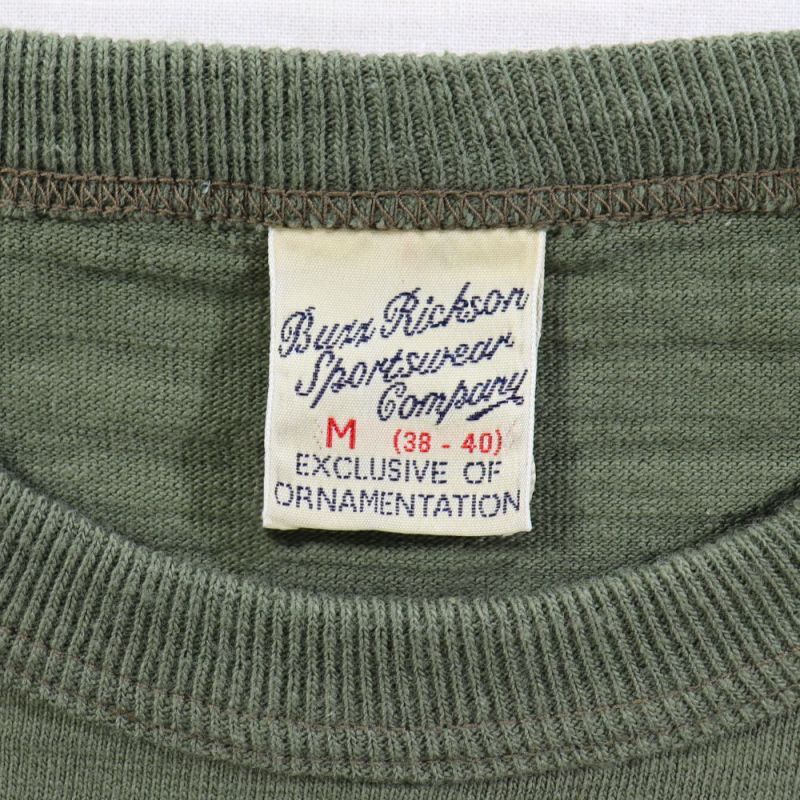 Buzz Rickson
Sportswear
Company
M (38 - 40)
EXCLUSIVE OF
ORNAMENTATION